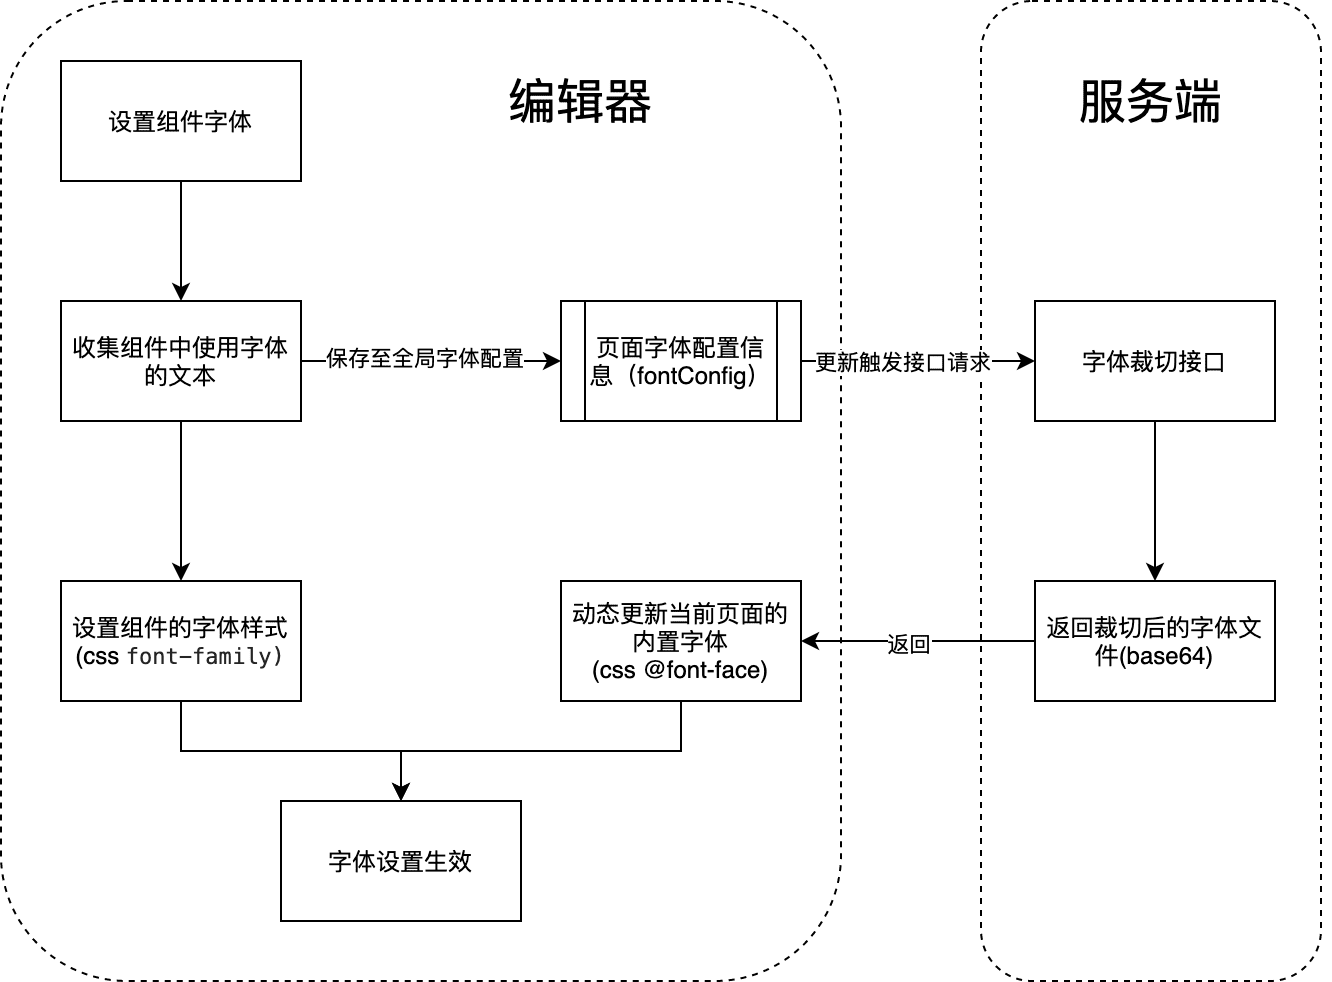 编辑器
服务端
设置组件字体
收集组件中使用字体
的文本
保存至全局字体配置
页面字体配置信
息（fontConfig）
更新触发接口请求
字体裁切接口
设置组件的字体样式
(css font-family)
动态更新当前页面的
内置字体
(css @font-face)
返回
返回裁切后的字体文
件(base64)
字体设置生效